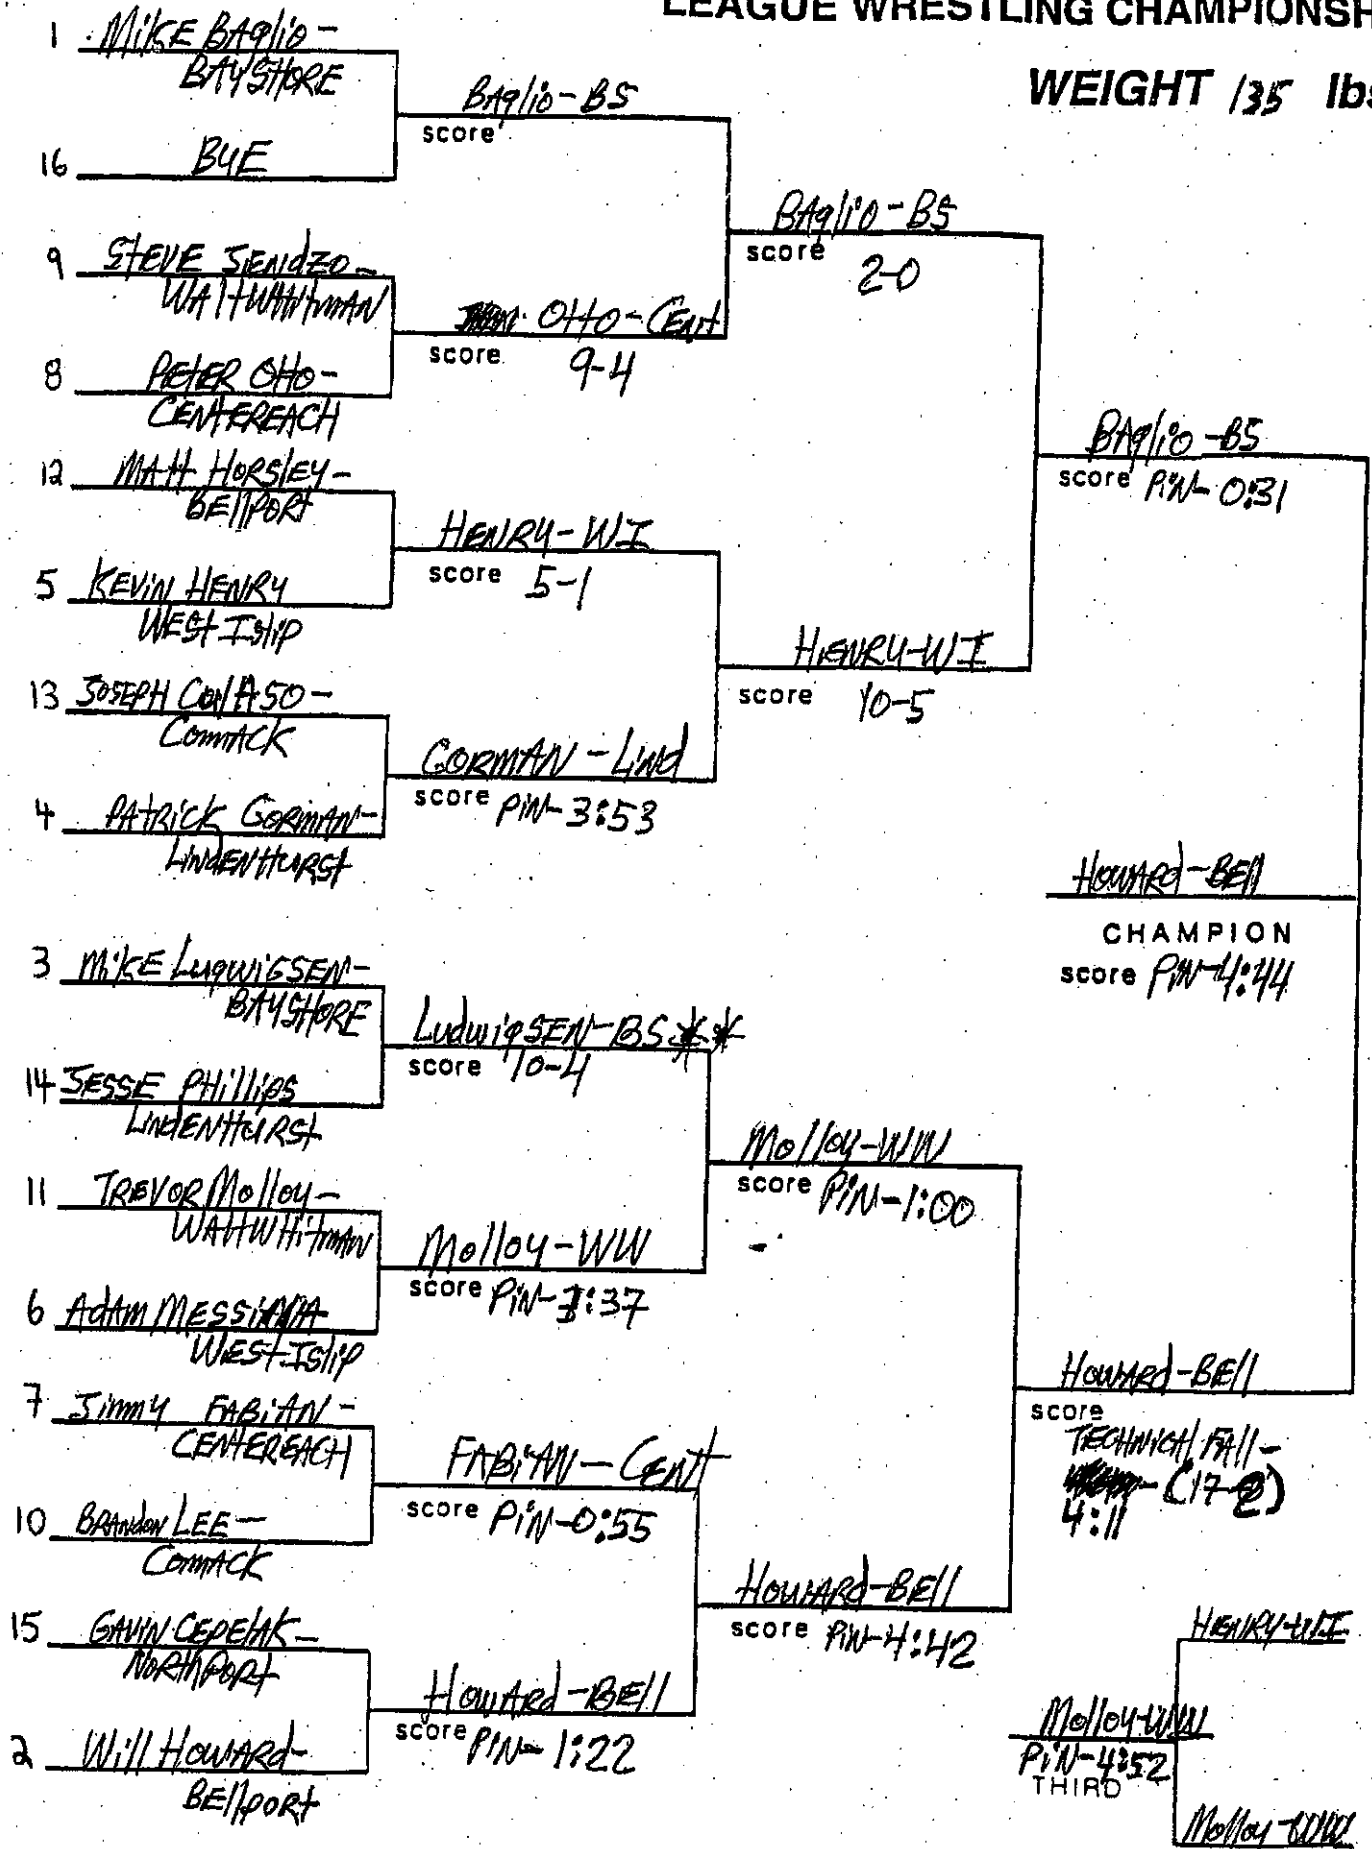 LEAGUE WRESTLING CHAMPIONSH
WEIGHT 135 lbs
1 MIKE BAglio -
BAYSHORE
BAglio - BS
score
16 BYE
BAglio - BS
score 2-0
9 STEVE SENdZO -
WAltWHitmAN
Otto - CENt
score 9-4
8 PETER Otto -
CENtEREACH
BAglio - BS
score PiN - 0:31
12 MAtt HORSlEY -
BEllPORt
HENRY - WI
score 5-1
5 KEViN HENRY
WESt ISliP
HENRY - WI
score 10-5
13 JOSEPH
COmmACK
GORMAN - LiNd
score PiN - 3:53
4 PAtRiCK GORMAN -
LiNdENHURSt
HOWARd - BEll
CHAMPION
score PiN - 4:44
3 MiKE LUdWiGSEN -
BAYSHORE
LudwigSEN - BS **
score 10-4
14 JESSE PHillipS
LiNdENHURSt
Molloy - WW
score PiN - 1:00
11 TREVOR Molloy -
WAltWHitmAN
Molloy - WW
score PiN - :37
6 AdAm MESSiNA
WESt ISliP
HOWARd - BEll
score
TECHNiCAl FAll -
(17-2)
4:11
7 Jimmy FABiAN -
CENtEREACH
FABiAN - CENt
score PiN - 0:55
10 BRANdoN LEE -
COmmACK
HOWARd - BEll
score PiN - 4:42
15 GAViN CEPElAK -
NORtHPORt
HowARd - BEll
score PiN - 1:22
2 Will HOWARd -
BEllpoRt
HENRY - WI
Molloy - WW
PiN - 4:52
THIRD
Molloy - WW